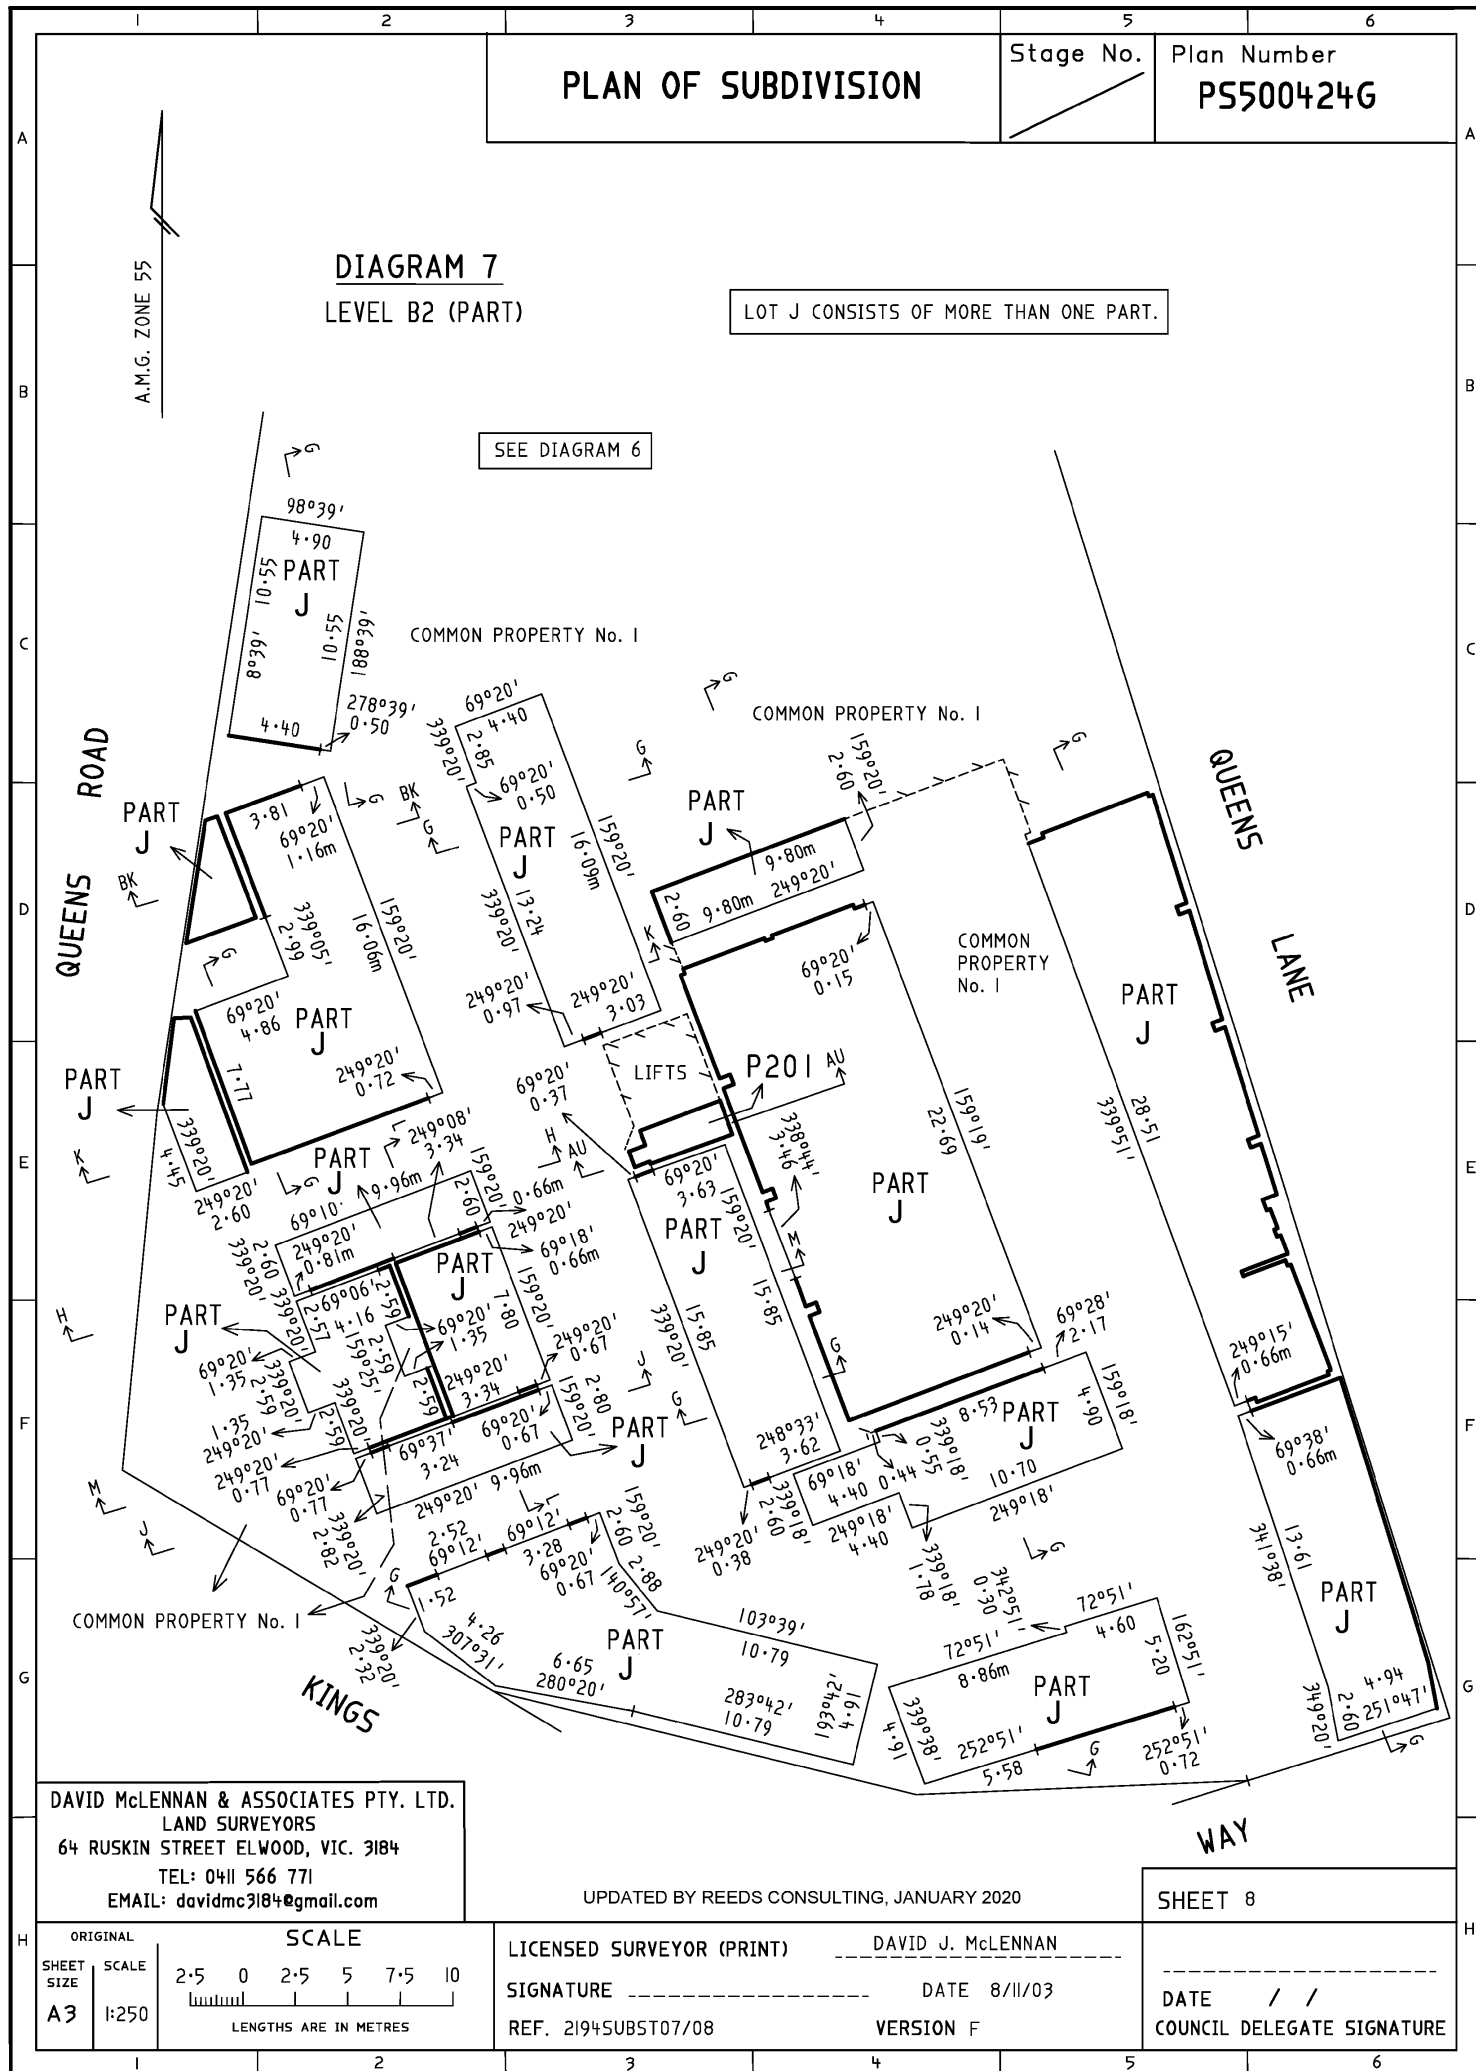 1 2 3 4 5 6
PLAN OF SUBDIVISION
Stage No.
Plan Number
PS500424G
A A
A.M.G. ZONE 55
DIAGRAM 7
LEVEL B2 (PART)
LOT J CONSISTS OF MORE THAN ONE PART.
B B
SEE DIAGRAM 6
G
98°39'
4·90
PART
J
10·55
8°39'
10·55
188°39'
4·40
278°39'
0·50
C C
COMMON PROPERTY No. 1
COMMON PROPERTY No. 1
QUEENS ROAD
QUEENS LANE
69°20'
4·40
339°20'
2·85
69°20'
0·50
PART
J
159°20'
16·09m
339°20'
13·24
249°20'
0·97
249°20'
3·03
G
G
G
G
BK
G
K
PART
J
BK
3·81
69°20'
1·16m
339°05'
2·99
159°20'
16·06m
G
69°20'
4·86
PART
J
7·77
249°20'
0·72
D D
PART
J
159°20'
2·60
9·80m
249°20'
2·60
9·80m
69°20'
0·15
COMMON
PROPERTY
No. 1
PART
J
339°51'
28·51
PART
J
K
339°20'
4·45
249°20'
2·60
G
LIFTS
P201
AU
69°20'
0·37
H
AU
69°20'
3·63
159°20'
15·85
PART
J
339°20'
15·85
338°44'
3·46
M
159°19'
22·69
PART
J
249°20'
0·14
69°28'
2·17
G
E E
PART
J
249°08'
3·34
9·96m
69°10'
159°20'
2·60
0·66m
249°20'
69°18'
0·66m
249°20'
0·81m
2·60
339°20'
PART
J
159°20'
7·80
69°06'
4·16
2·59
339°20'
2·57
69°20'
1·35
2·59
159°25'
249°20'
3·34
2·59
249°20'
0·67
H
PART
J
69°20'
1·35
339°20'
2·59
1·35
249°20'
339°20'
2·59
249°20'
0·77
69°20'
0·77
69°37'
3·24
69°20'
0·67
159°20'
2·80
PART
J
249°20'
9·96m
339°20'
2·82
J
G
F F
248°33'
3·62
249°20'
0·38
339°18'
2·60
69°18'
4·40
0·44
339°18'
0·55
8·53
PART
J
159°18'
4·90
10·70
249°18'
249°18'
4·40
339°18'
1·78
G
249°15'
0·66m
69°38'
0·66m
341°38'
13·61
PART
J
4·94
251°47'
2·60
349°20'
G
M
J
COMMON PROPERTY No. 1
2·52
69°12'
69°12'
3·28
69°20'
0·67
159°20'
2·60
2·88
140°57'
G
1·52
4·26
307°31'
339°20'
2·32
6·65
280°20'
PART
J
103°39'
10·79
193°42'
4·91
283°42'
10·79
342°51'
0·30
72°51'
4·60
72°51'
8·86m
162°51'
5·20
PART
J
339°38'
4·91
252°51'
5·58
G
252°51'
0·72
G G
KINGS WAY
DAVID McLENNAN & ASSOCIATES PTY. LTD.
LAND SURVEYORS
64 RUSKIN STREET ELWOOD, VIC. 3184
TEL: 0411 566 771
EMAIL: davidmc3184@gmail.com
UPDATED BY REEDS CONSULTING, JANUARY 2020
SHEET 8
H H
ORIGINAL
SHEET SIZE
A3
SCALE
1:250
SCALE
2·5 0 2·5 5 7·5 10
LENGTHS ARE IN METRES
LICENSED SURVEYOR (PRINT) DAVID J. McLENNAN
SIGNATURE DATE 8/11/03
REF. 2194SUBST07/08 VERSION F
DATE / /
COUNCIL DELEGATE SIGNATURE
1 2 3 4 5 6